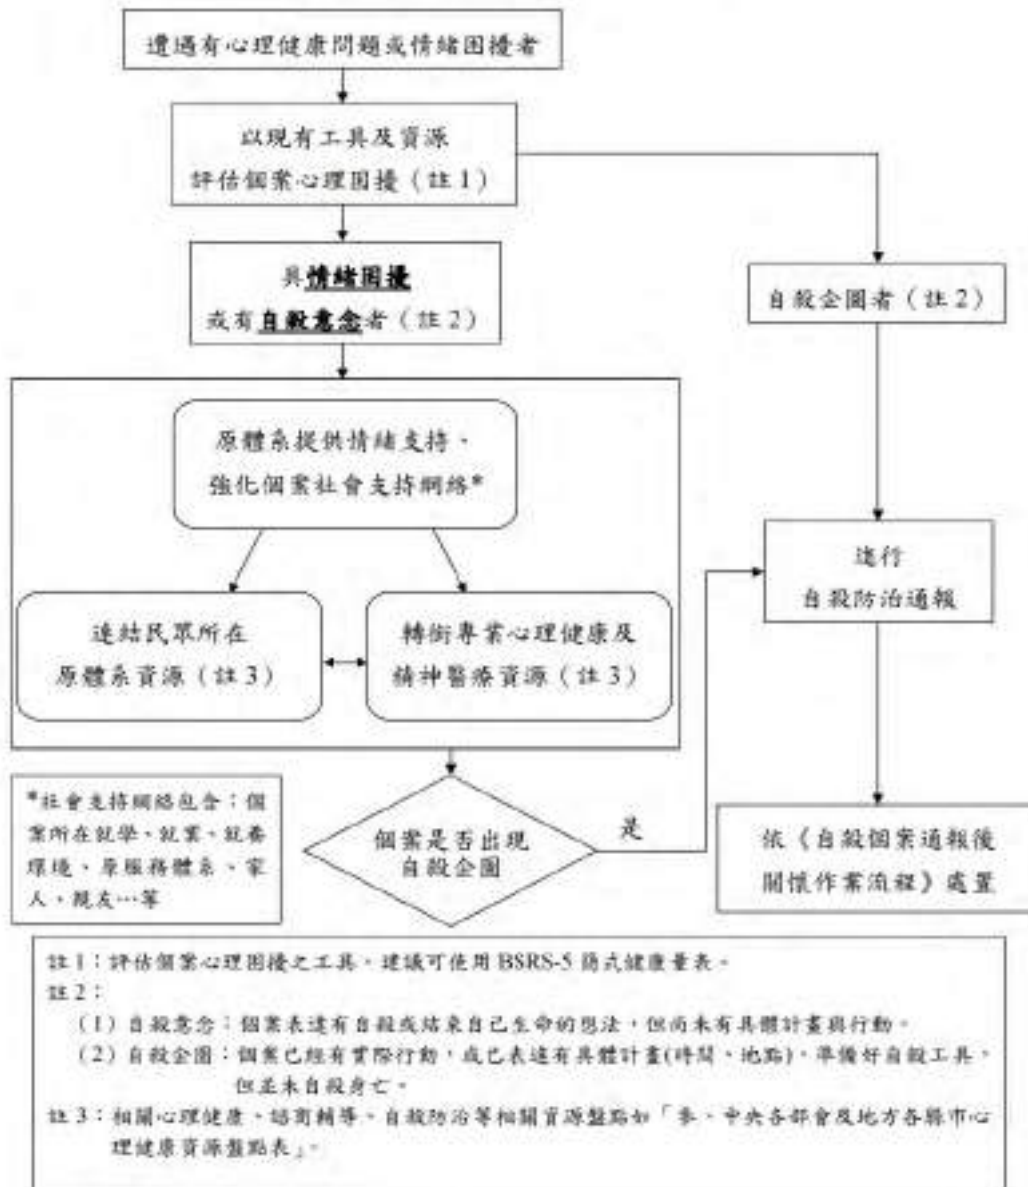 遭遇有心理健康問題或情緒困擾者
以現有工具及資源
評估個案心理困擾（註1）
具情緒困擾
或有自殺意念者（註2）
自殺企圖者（註2）
原體系提供情緒支持、
強化個案社會支持網絡*
連結民眾所在
原體系資源（註3）
轉銜專業心理健康及
精神醫療資源（註3）
進行
自殺防治通報
*社會支持網絡包含：個
案所在就學、就業、就養
環境、原服務體系、家
人、親友…等
個案是否出現
自殺企圖
是
依《自殺個案通報後
關懷作業流程》處置
註1：評估個案心理困擾之工具，建議可使用 BSRS-5 簡式健康量表。
註2：
（1）自殺意念：個案表達有自殺或結束自己生命的想法，但尚未有具體計畫與行動。
（2）自殺企圖：個案已經有實際行動，或已表達有具體計畫(時間、地點)，準備好自殺工具，
但並未自殺身亡。
註3：相關心理健康、諮商輔導、自殺防治等相關資源盤點如「參、中央各部會及地方各縣市心
理健康資源盤點表」。